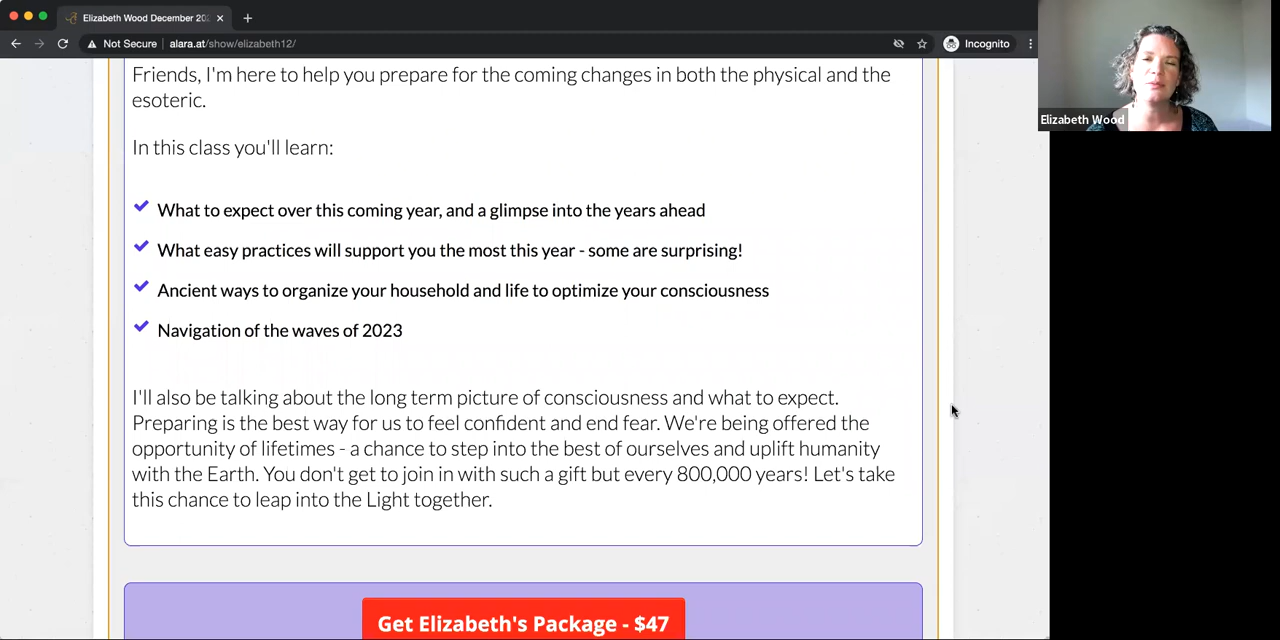 Elizabeth Wood December 202
Not Secure | alara.at/show/elizabeth12/
Incognito
Elizabeth Wood
Friends, I'm here to help you prepare for the coming changes in both the physical and the
esoteric.
In this class you'll learn:
What to expect over this coming year, and a glimpse into the years ahead
What easy practices will support you the most this year - some are surprising!
Ancient ways to organize your household and life to optimize your consciousness
Navigation of the waves of 2023
I'll also be talking about the long term picture of consciousness and what to expect.
Preparing is the best way for us to feel confident and end fear. We're being offered the
opportunity of lifetimes - a chance to step into the best of ourselves and uplift humanity
with the Earth. You don't get to join in with such a gift but every 800,000 years! Let's take
this chance to leap into the Light together.
Get Elizabeth's Package - $47